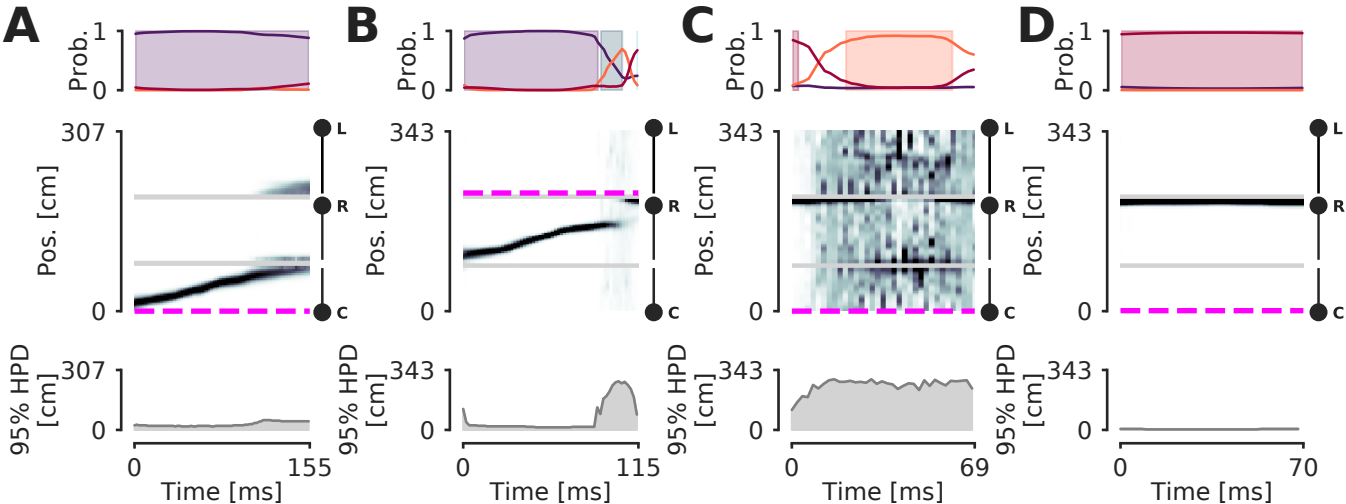 A
B
C
D
Prob.
1
0
Prob.
1
0
Prob.
1
0
Prob.
1
0
Pos. [cm]
307
0
L
R
C
Pos. [cm]
343
0
L
R
C
Pos. [cm]
343
0
L
R
C
Pos. [cm]
343
0
L
R
C
95% HPD
[cm]
307
0
95% HPD
[cm]
343
0
95% HPD
[cm]
343
0
95% HPD
[cm]
343
0
0
155
Time [ms]
0
115
Time [ms]
0
69
Time [ms]
0
70
Time [ms]